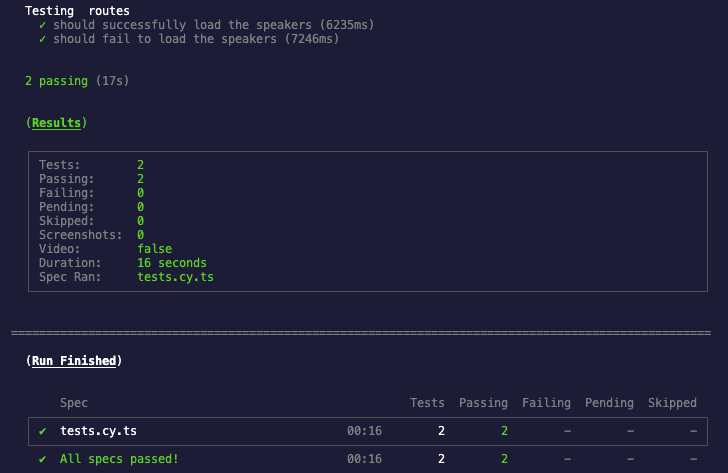 Testing  routes
✓ should successfully load the speakers (6235ms)
✓ should fail to load the speakers (7246ms)
2 passing (17s)
(Results)
Tests: 2
Passing: 2
Failing: 0
Pending: 0
Skipped: 0
Screenshots: 0
Video: false
Duration: 16 seconds
Spec Ran: tests.cy.ts
(Run Finished)
Spec Tests Passing Failing Pending Skipped
✔ tests.cy.ts 00:16 2 2 – – –
✔ All specs passed! 00:16 2 2 – – –